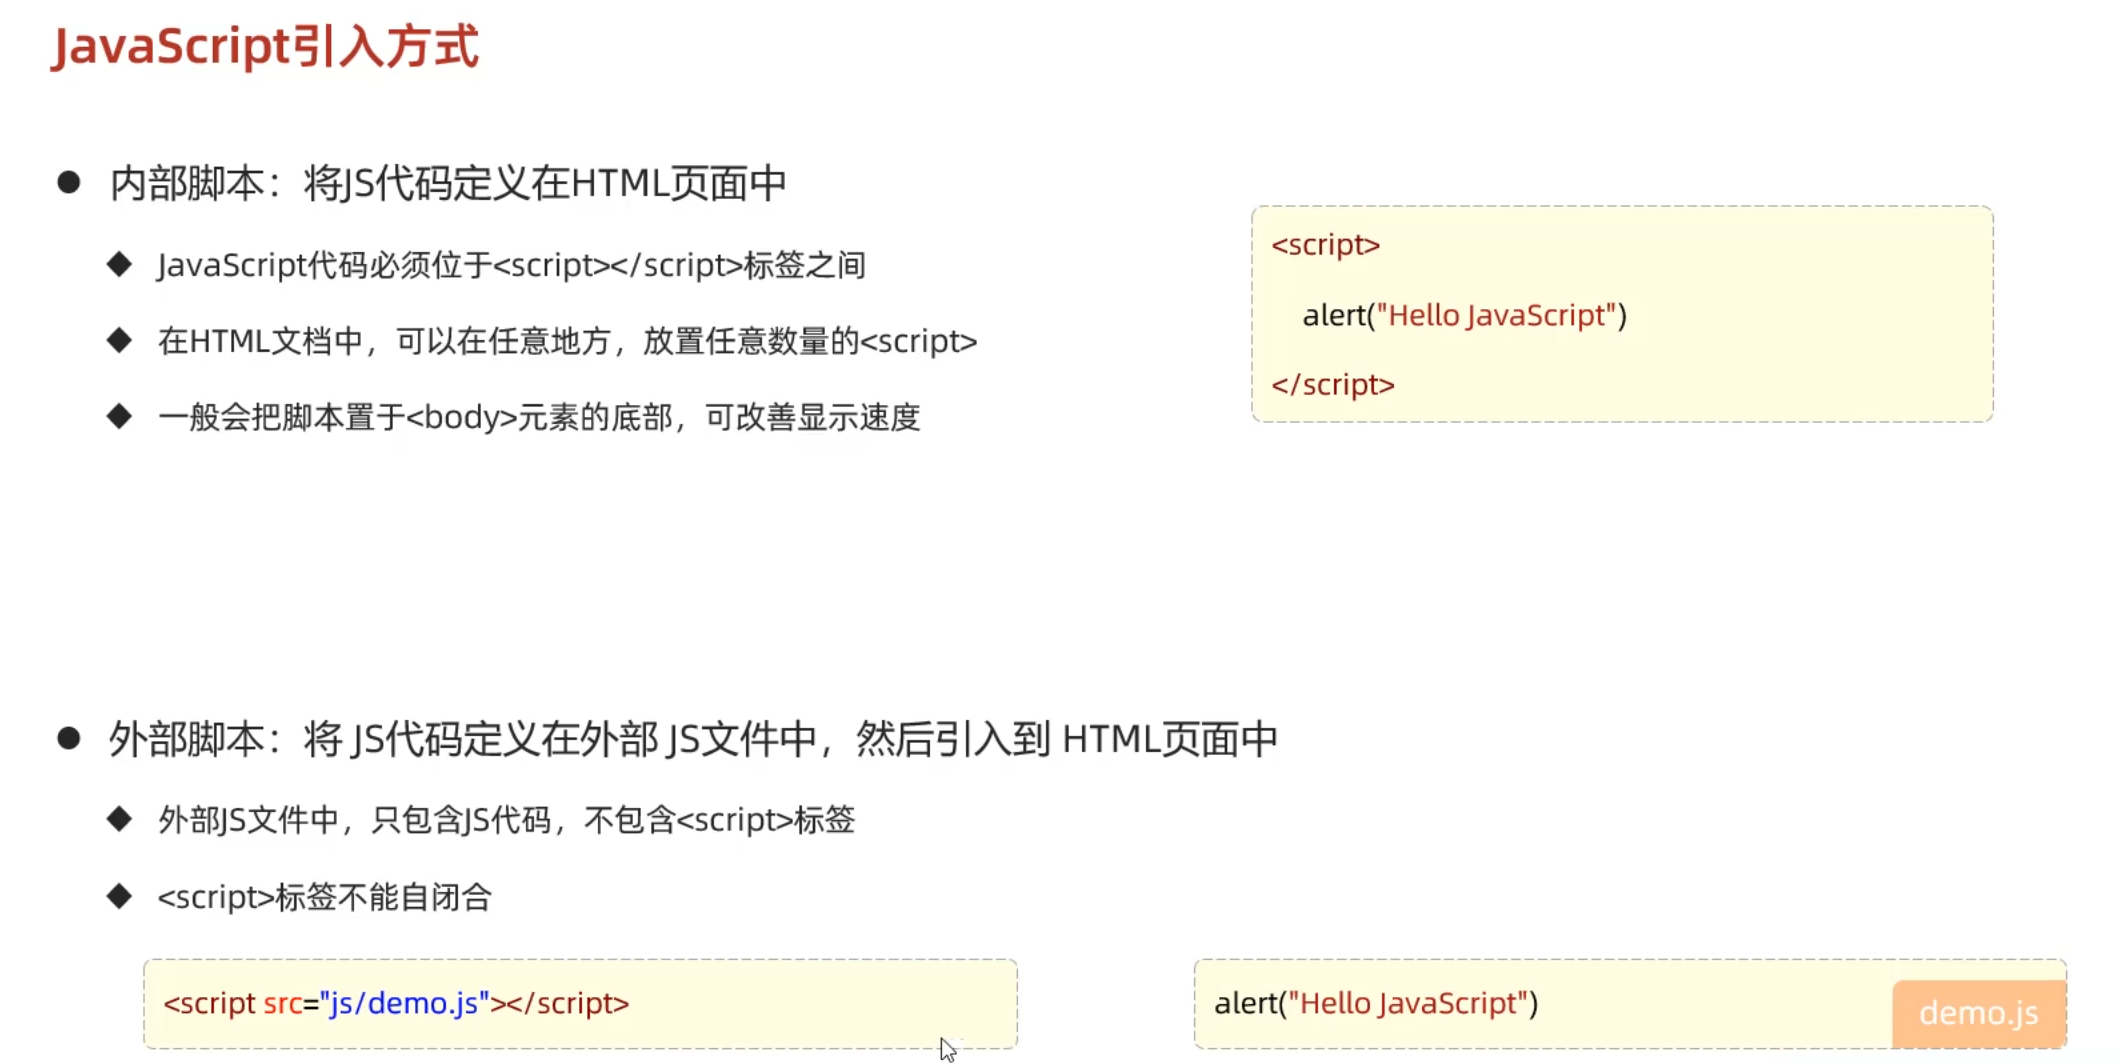 JavaScript引入方式
内部脚本：将JS代码定义在HTML页面中
JavaScript代码必须位于<script></script>标签之间
在HTML文档中，可以在任意地方，放置任意数量的<script>
一般会把脚本置于<body>元素的底部，可改善显示速度
<script>
alert("Hello JavaScript")
</script>
外部脚本：将 JS代码定义在外部 JS文件中，然后引入到 HTML页面中
外部JS文件中，只包含JS代码，不包含<script>标签
<script>标签不能自闭合
<script src="js/demo.js"></script>
alert("Hello JavaScript")
demo.js